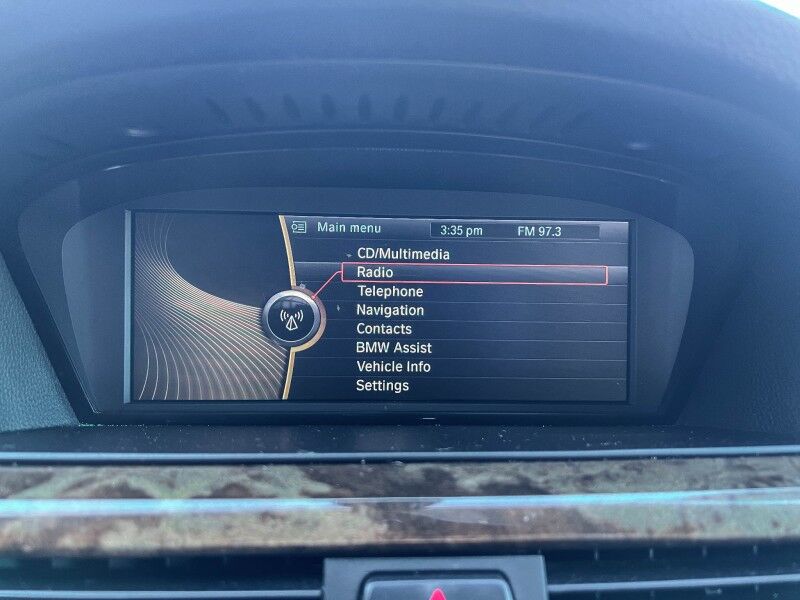 Main menu 3:35 pm FM 97.3
CD/Multimedia
Radio
Telephone
Navigation
Contacts
BMW Assist
Vehicle Info
Settings